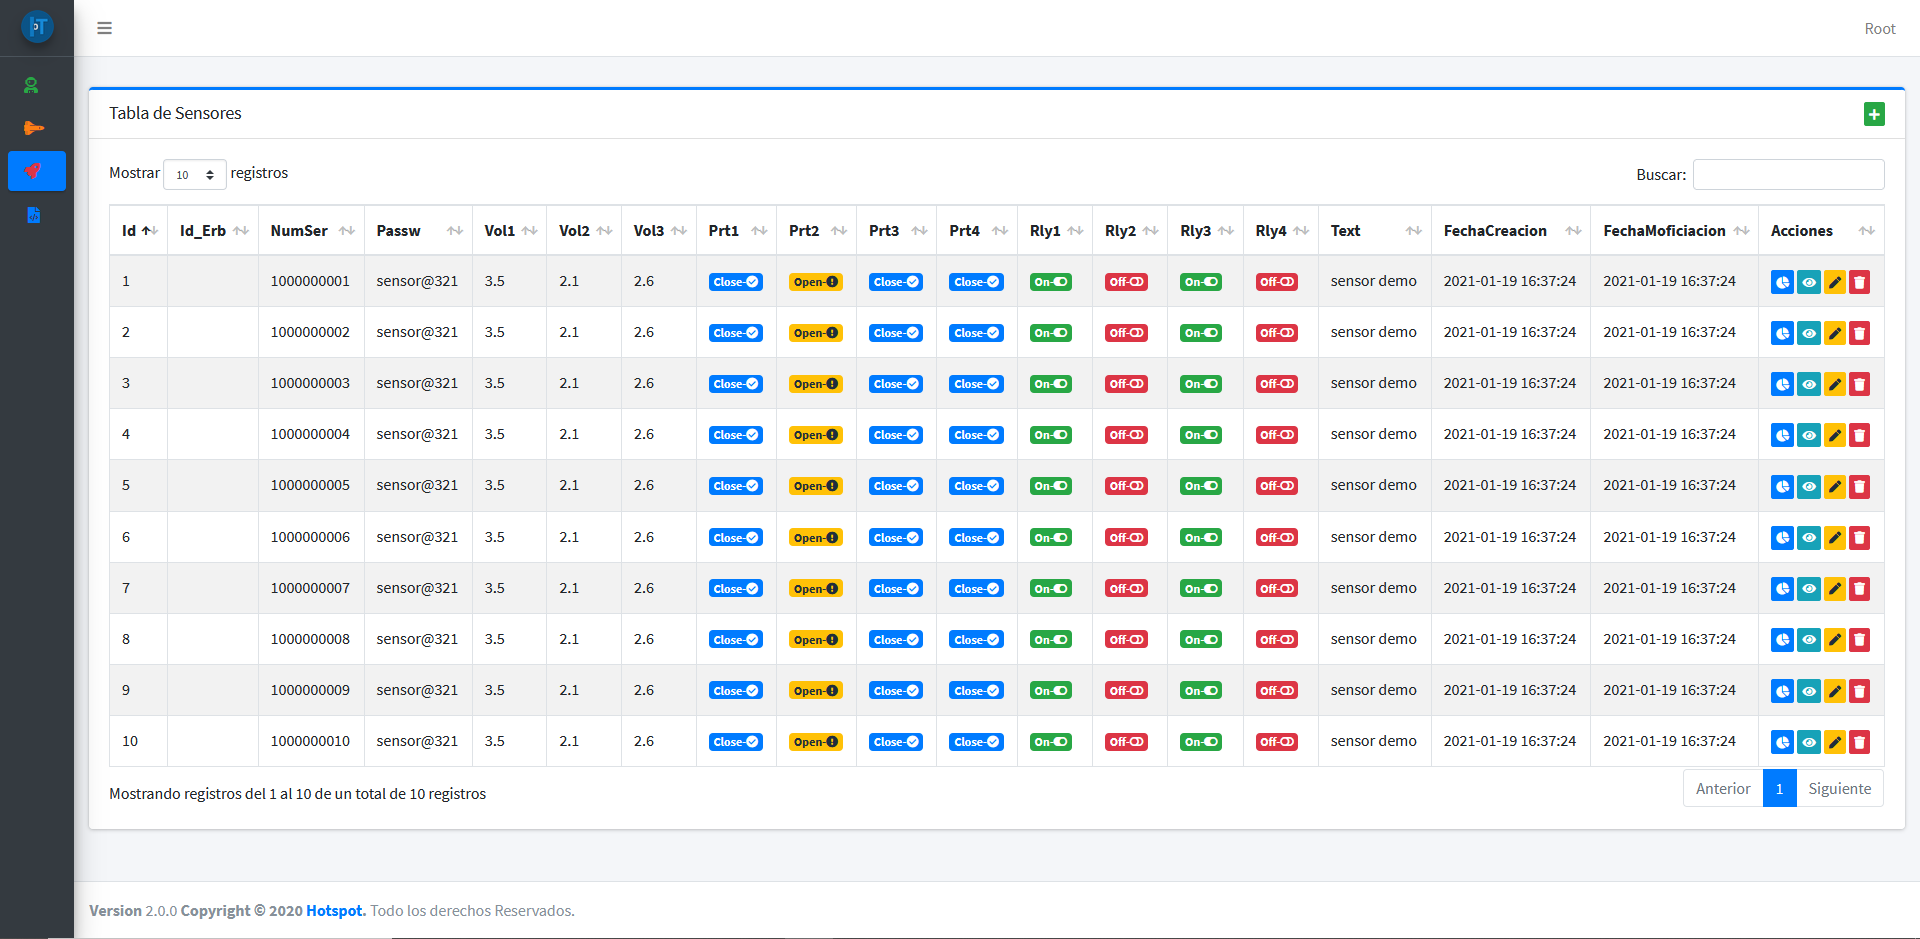 Root
Tabla de Sensores
Mostrar 10 registros
Buscar:
Id Id_Erb NumSer Passw Vol1 Vol2 Vol3 Prt1 Prt2 Prt3 Prt4 Rly1 Rly2 Rly3 Rly4 Text FechaCreacion FechaMoficiacion Acciones
1 1000000001 sensor@321 3.5 2.1 2.6 Close- Open- Close- Close- On- Off- On- Off- sensor demo 2021-01-19 16:37:24 2021-01-19 16:37:24
2 1000000002 sensor@321 3.5 2.1 2.6 Close- Open- Close- Close- On- Off- On- Off- sensor demo 2021-01-19 16:37:24 2021-01-19 16:37:24
3 1000000003 sensor@321 3.5 2.1 2.6 Close- Open- Close- Close- On- Off- On- Off- sensor demo 2021-01-19 16:37:24 2021-01-19 16:37:24
4 1000000004 sensor@321 3.5 2.1 2.6 Close- Open- Close- Close- On- Off- On- Off- sensor demo 2021-01-19 16:37:24 2021-01-19 16:37:24
5 1000000005 sensor@321 3.5 2.1 2.6 Close- Open- Close- Close- On- Off- On- Off- sensor demo 2021-01-19 16:37:24 2021-01-19 16:37:24
6 1000000006 sensor@321 3.5 2.1 2.6 Close- Open- Close- Close- On- Off- On- Off- sensor demo 2021-01-19 16:37:24 2021-01-19 16:37:24
7 1000000007 sensor@321 3.5 2.1 2.6 Close- Open- Close- Close- On- Off- On- Off- sensor demo 2021-01-19 16:37:24 2021-01-19 16:37:24
8 1000000008 sensor@321 3.5 2.1 2.6 Close- Open- Close- Close- On- Off- On- Off- sensor demo 2021-01-19 16:37:24 2021-01-19 16:37:24
9 1000000009 sensor@321 3.5 2.1 2.6 Close- Open- Close- Close- On- Off- On- Off- sensor demo 2021-01-19 16:37:24 2021-01-19 16:37:24
10 1000000010 sensor@321 3.5 2.1 2.6 Close- Open- Close- Close- On- Off- On- Off- sensor demo 2021-01-19 16:37:24 2021-01-19 16:37:24
Mostrando registros del 1 al 10 de un total de 10 registros
Anterior 1 Siguiente
Version 2.0.0 Copyright © 2020 Hotspot. Todo los derechos Reservados.